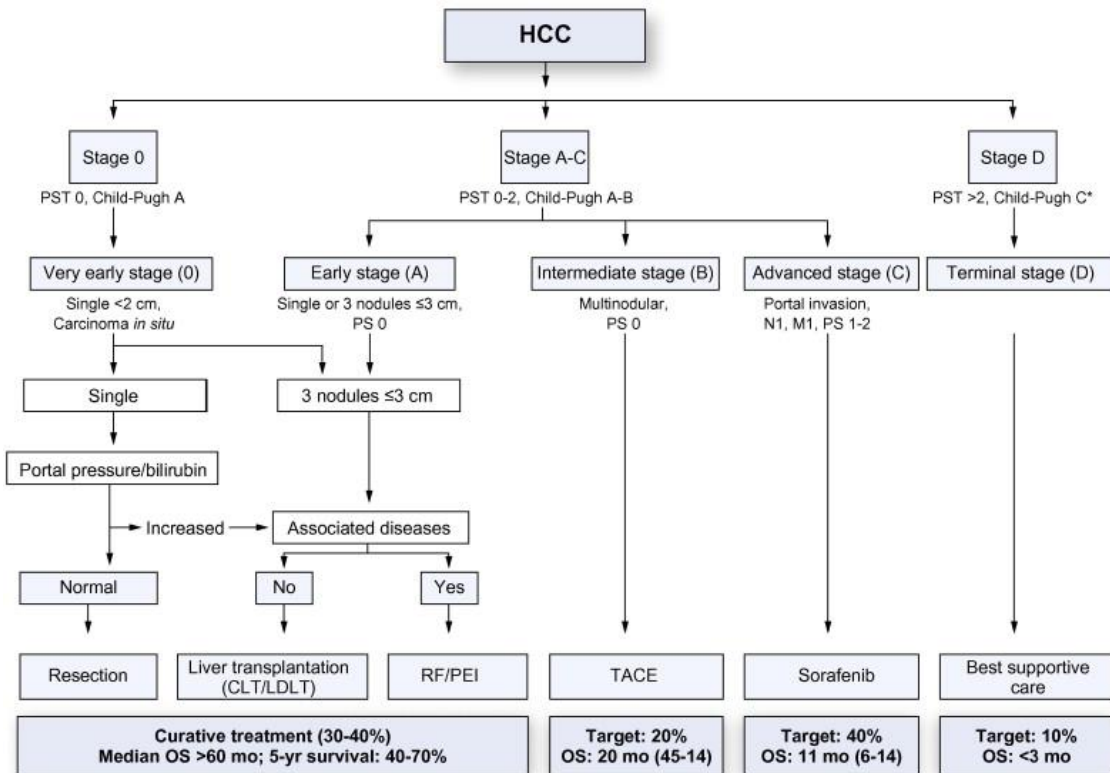 HCC
Stage 0
Stage A-C
Stage D
PST 0, Child-Pugh A
PST 0-2, Child-Pugh A-B
PST >2, Child-Pugh C*
Very early stage (0)
Early stage (A)
Intermediate stage (B)
Advanced stage (C)
Terminal stage (D)
Single <2 cm,
Carcinoma in situ
Single or 3 nodules ≤3 cm,
PS 0
Multinodular,
PS 0
Portal invasion,
N1, M1, PS 1-2
Single
3 nodules ≤3 cm
Portal pressure/bilirubin
Increased
Associated diseases
Normal
No
Yes
Resection
Liver transplantation
(CLT/LDLT)
RF/PEI
TACE
Sorafenib
Best supportive
care
Curative treatment (30-40%)
Median OS >60 mo; 5-yr survival: 40-70%
Target: 20%
OS: 20 mo (45-14)
Target: 40%
OS: 11 mo (6-14)
Target: 10%
OS: <3 mo